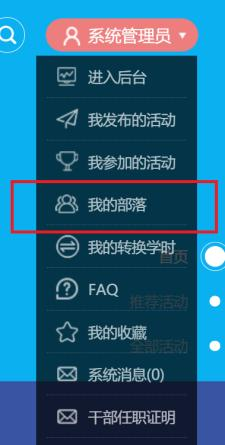 系统管理员
进入后台
我发布的活动
我参加的活动
我的部落
我的转换学时
首页
FAQ
推荐活动
我的收藏
全部活动
系统消息(0)
干部任职证明